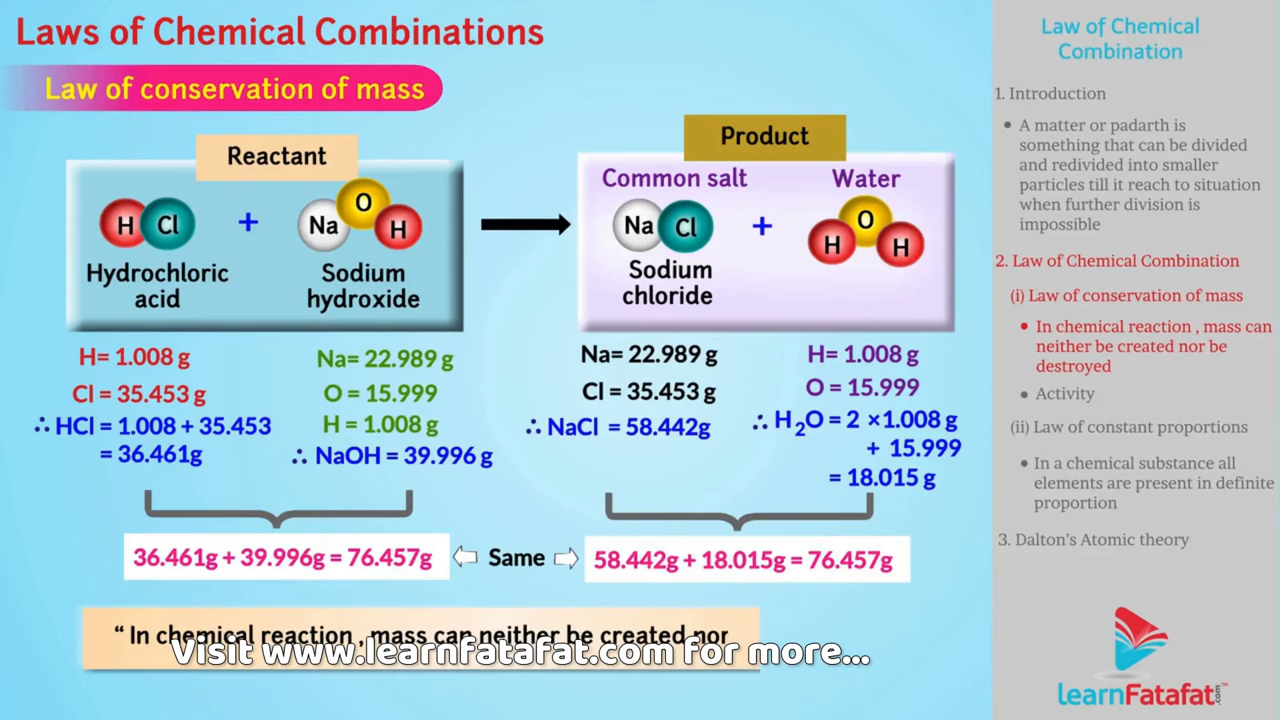 Laws of Chemical Combinations
Law of conservation of mass
Reactant
H Cl + Na O H
Hydrochloric acid
Sodium hydroxide
H= 1.008 g
Cl = 35.453 g
∴ HCl = 1.008 + 35.453
= 36.461g
Na= 22.989 g
O = 15.999
H = 1.008 g
∴ NaOH = 39.996 g
Product
Common salt
Water
Na Cl + H O H
Sodium chloride
Na= 22.989 g
Cl = 35.453 g
∴ NaCl = 58.442g
H= 1.008 g
O = 15.999
∴ H₂O = 2 ×1.008 g
+ 15.999
= 18.015 g
36.461g + 39.996g = 76.457g
Same
58.442g + 18.015g = 76.457g
“ In chemical reaction , mass can neither be created nor
Visit www.learnfatafat.com for more...
Law of Chemical
Combination
1. Introduction
• A matter or padarth is
something that can be divided
and redivided into smaller
particles till it reach to situation
when further division is
impossible
2. Law of Chemical Combination
(i) Law of conservation of mass
• In chemical reaction , mass can
neither be created nor be
destroyed
• Activity
(ii) Law of constant proportions
• In a chemical substance all
elements are present in definite
proportion
3. Dalton's Atomic theory
learnFatafat.com™